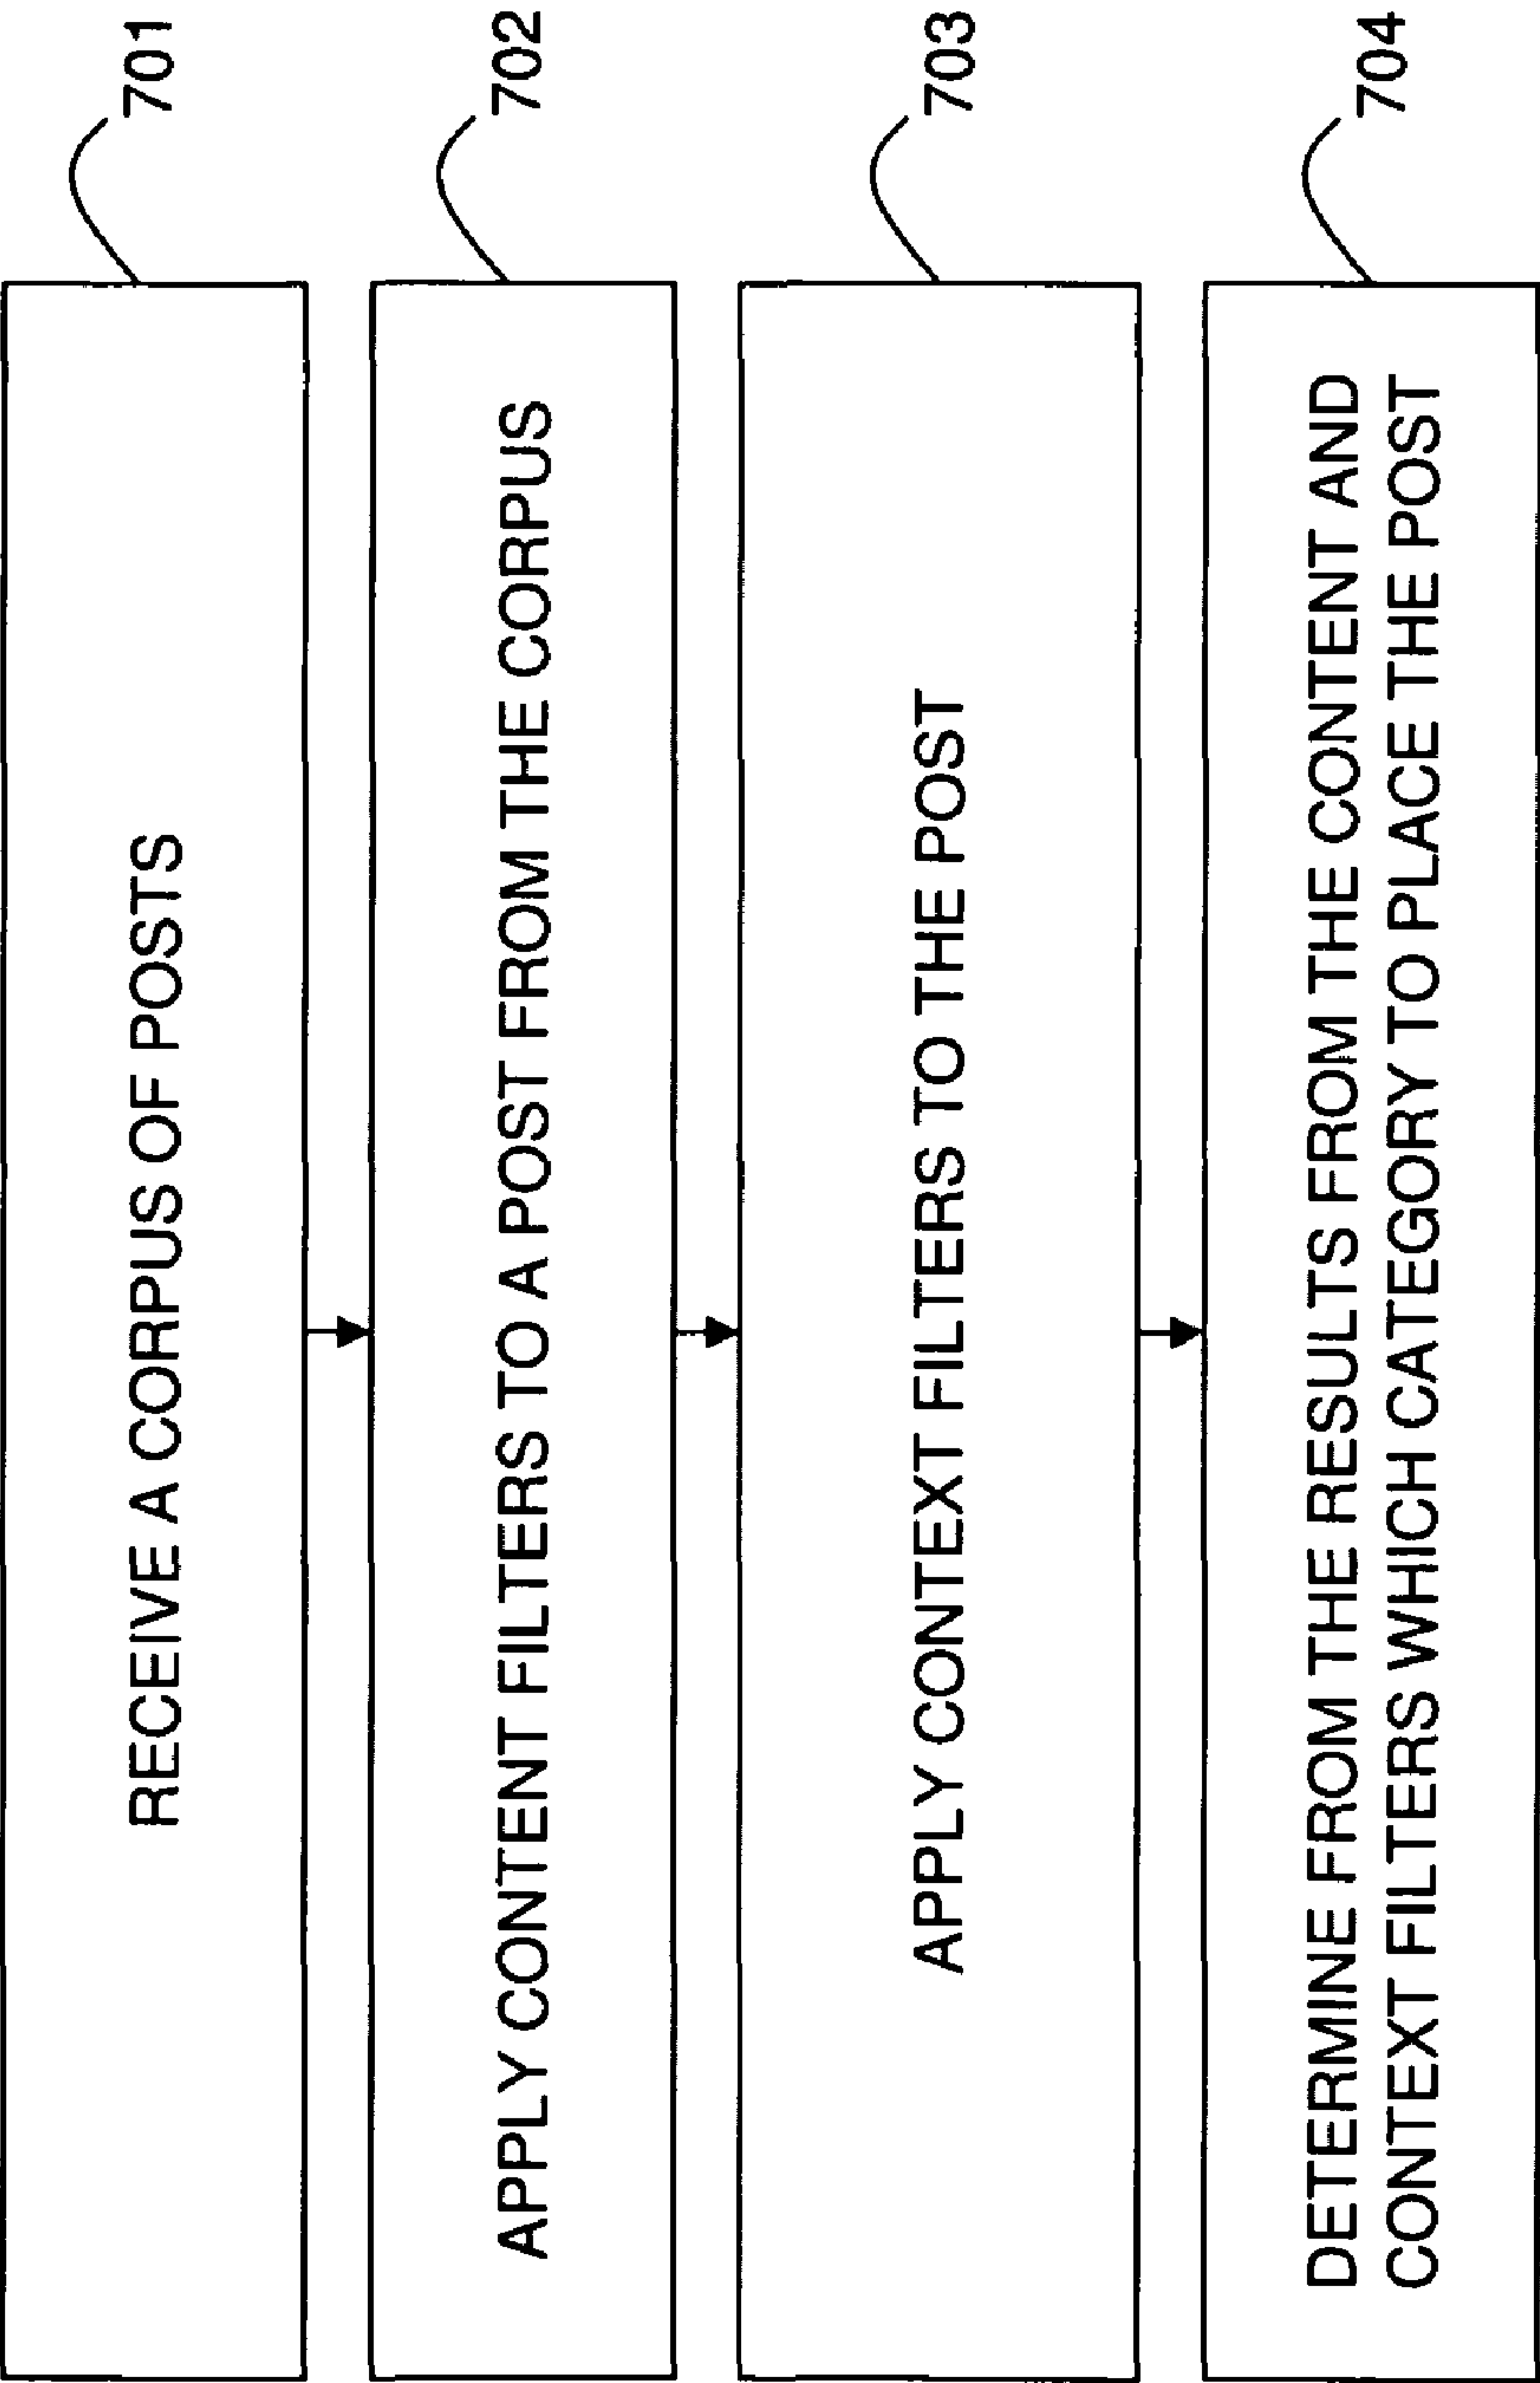 RECEIVE A CORPUS OF POSTS
701
APPLY CONTENT FILTERS TO A POST FROM THE CORPUS
702
APPLY CONTEXT FILTERS TO THE POST
703
DETERMINE FROM THE RESULTS FROM THE CONTENT AND
CONTEXT FILTERS WHICH CATEGORY TO PLACE THE POST
704